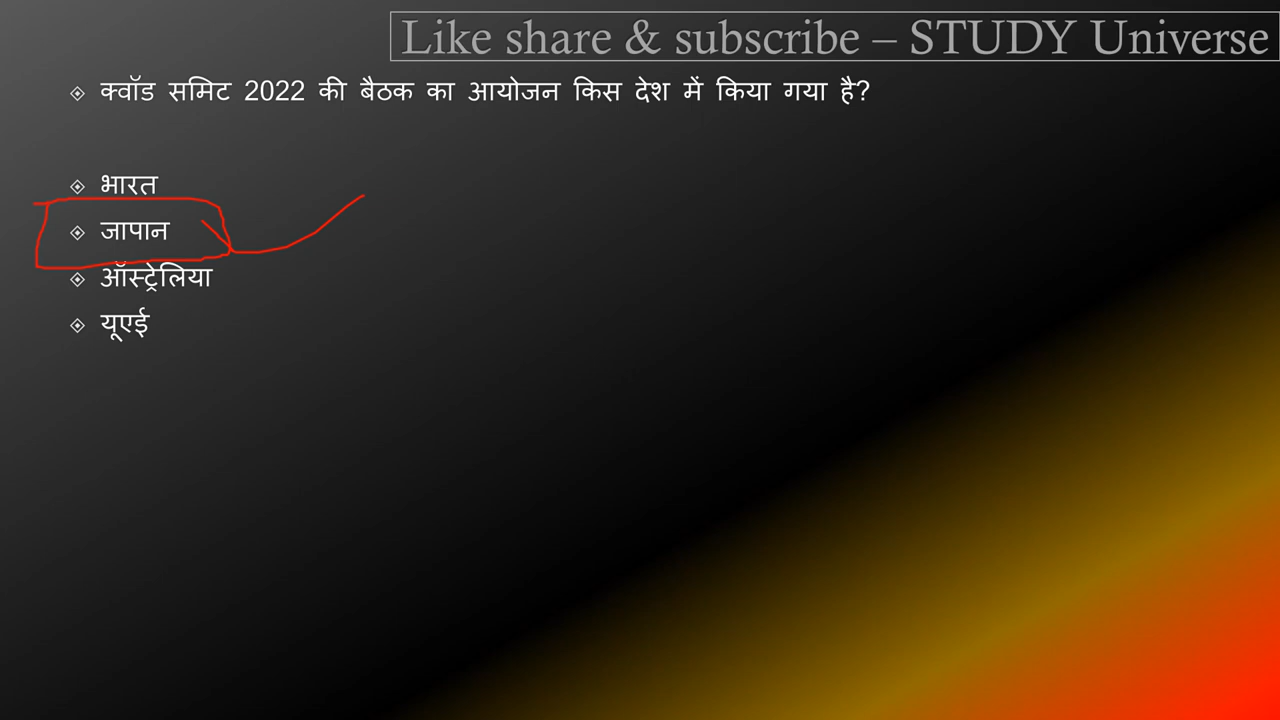 Like share & subscribe – STUDY Universe
क्वॉड समिट 2022 की बैठक का आयोजन किस देश में किया गया है?
भारत
जापान
ऑस्ट्रेलिया
यूएई